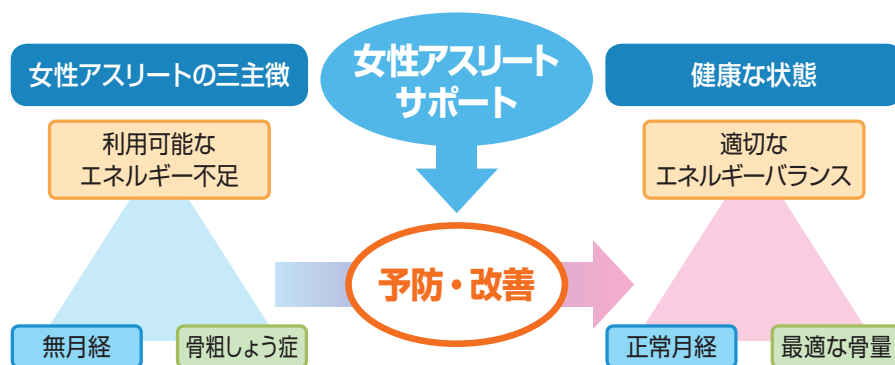 女性アスリートの三主徴
女性アスリート
サポート
健康な状態
利用可能な
エネルギー不足
適切な
エネルギーバランス
予防・改善
無月経
骨粗しょう症
正常月経
最適な骨量